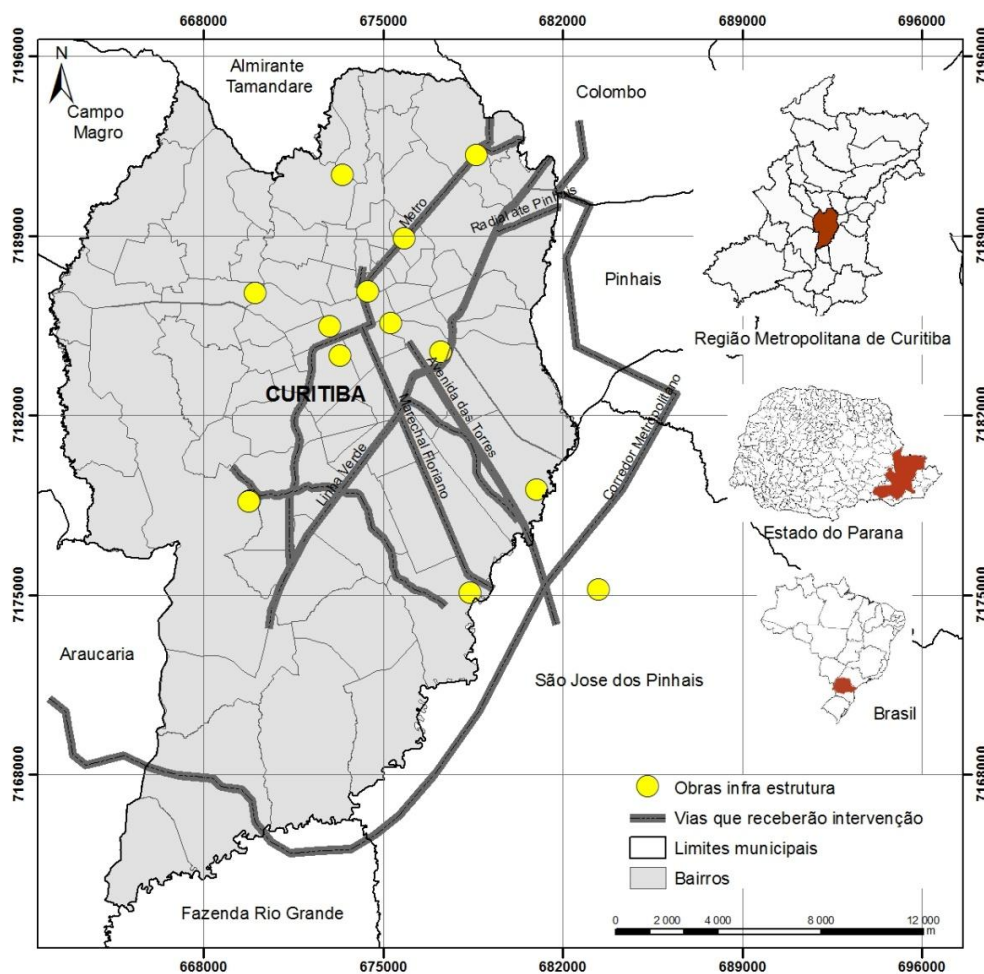 668000 675000 682000 689000 696000
7196000 7196000
N
Almirante
Tamandare
Colombo
Campo
Magro
Metro
Radial ate Pinhais
7189000 7189000
Pinhais
Região Metropolitana de Curitiba
CURITIBA
Avenida das Torres
7182000 7182000
Marechal Floriano
Linha Verde
Corredor Metropolitano
Estado do Parana
7175000 7175000
Araucaria
São Jose dos Pinhais
Brasil
7168000 7168000
Obras infra estrutura
Vias que receberão intervenção
Limites municipais
Bairros
Fazenda Rio Grande
0 2 000 4 000 8 000 12 000
m
668000 675000 682000 689000 696000